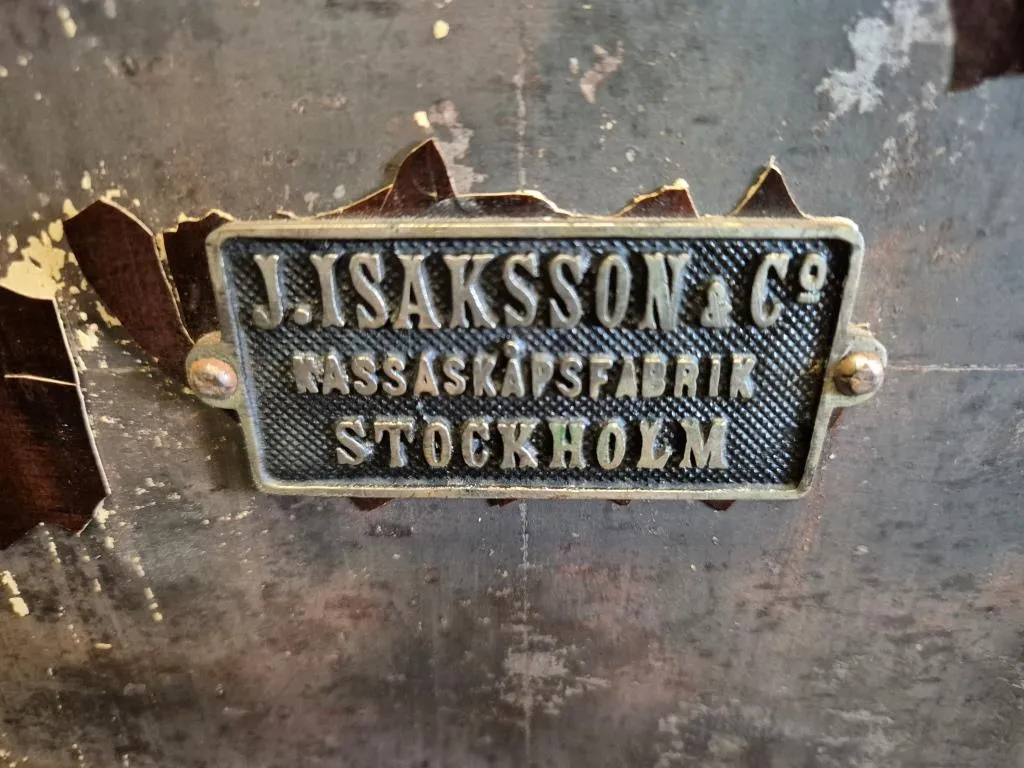 J. ISAKSSON & Cº
KASSASKÅPSFABRIK
STOCKHOLM